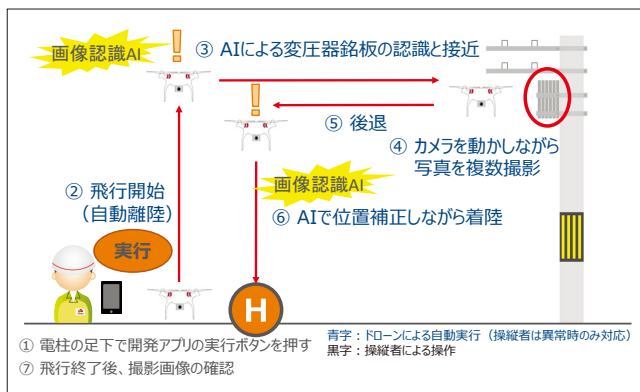 画像認識AI
③ AIによる変圧器銘板の認識と接近
⑤ 後退
④ カメラを動かしながら
写真を複数撮影
② 飛行開始
（自動離陸）
画像認識AI
⑥ AIで位置補正しながら着陸
実行
H
① 電柱の足下で開発アプリの実行ボタンを押す
⑦ 飛行終了後、撮影画像の確認
青字：ドローンによる自動実行（操縦者は異常時のみ対応）
黒字：操縦者による操作